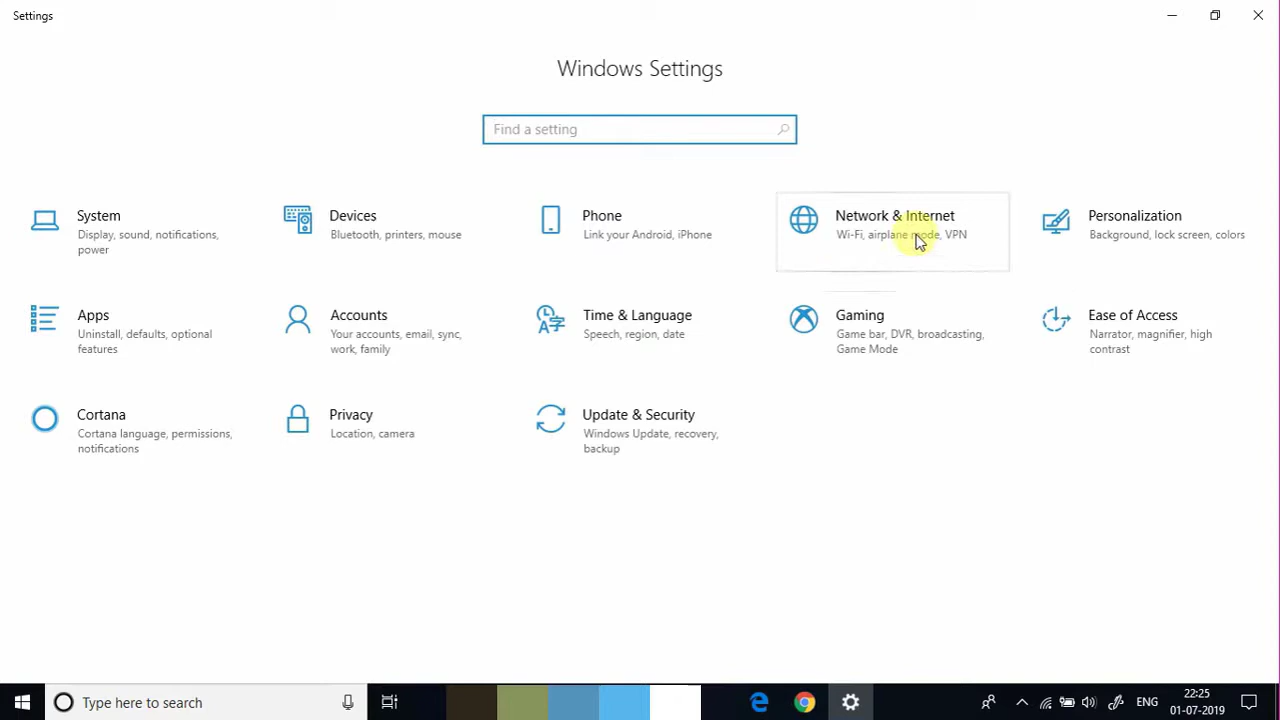 Settings
Windows Settings
Find a setting
System
Display, sound, notifications,
power
Devices
Bluetooth, printers, mouse
Phone
Link your Android, iPhone
Network & Internet
Wi-Fi, airplane mode, VPN
Personalization
Background, lock screen, colors
Apps
Uninstall, defaults, optional
features
Accounts
Your accounts, email, sync,
work, family
Time & Language
Speech, region, date
Gaming
Game bar, DVR, broadcasting,
Game Mode
Ease of Access
Narrator, magnifier, high
contrast
Cortana
Cortana language, permissions,
notifications
Privacy
Location, camera
Update & Security
Windows Update, recovery,
backup
Type here to search
ENG
22:25
01-07-2019